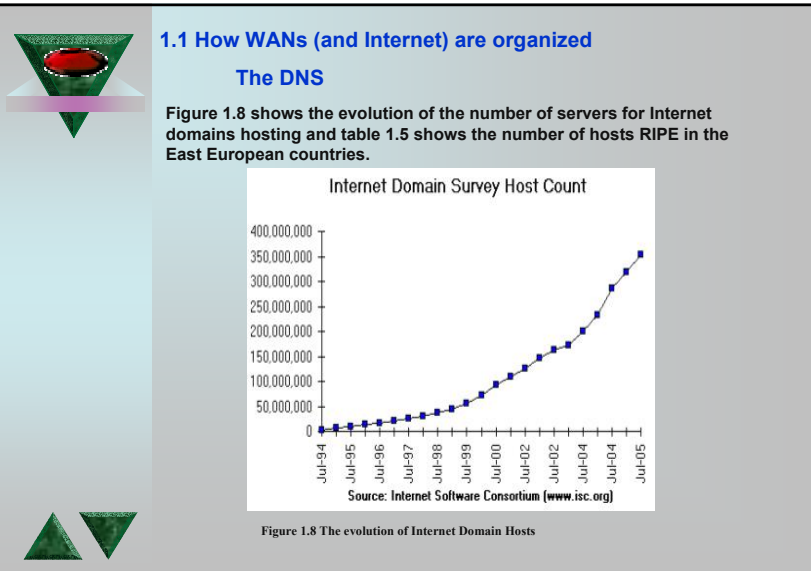 1.1 How WANs (and Internet) are organized
The DNS
Figure 1.8 shows the evolution of the number of servers for Internet
domains hosting and table 1.5 shows the number of hosts RIPE in the
East European countries.
Internet Domain Survey Host Count
400,000,000
350,000,000
300,000,000
250,000,000
200,000,000
150,000,000
100,000,000
50,000,000
0
Jul-94
Jul-95
Jul-96
Jul-97
Jul-98
Jul-99
Jul-00
Jul-02
Jul-02
Jul-04
Jul-04
Jul-05
Source: Internet Software Consortium (www.isc.org)
Figure 1.8 The evolution of Internet Domain Hosts